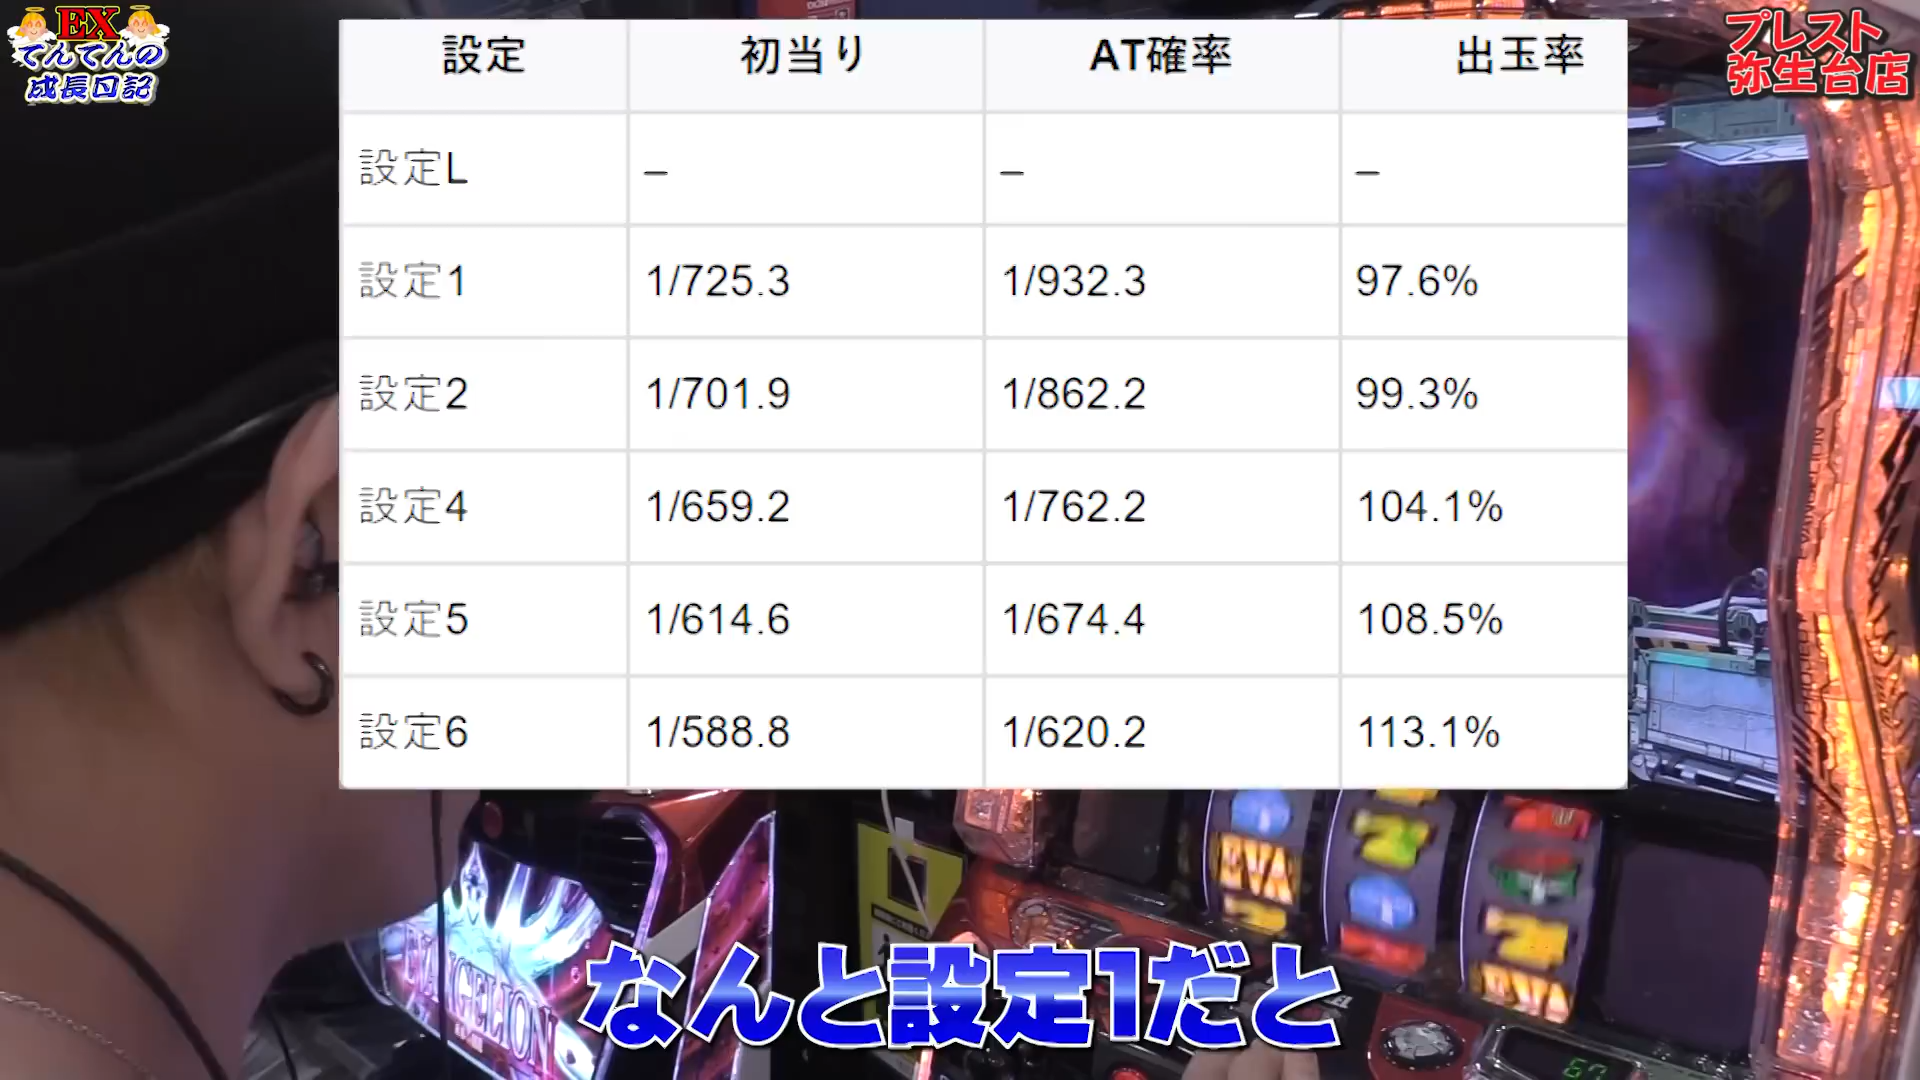 EX
てんてんの
成長日記
プレスト
弥生台店
設定 初当り AT確率 出玉率
設定L – – –
設定1 1/725.3 1/932.3 97.6%
設定2 1/701.9 1/862.2 99.3%
設定4 1/659.2 1/762.2 104.1%
設定5 1/614.6 1/674.4 108.5%
設定6 1/588.8 1/620.2 113.1%
EVA
EVA
EVANGELION
なんと設定1だと
67